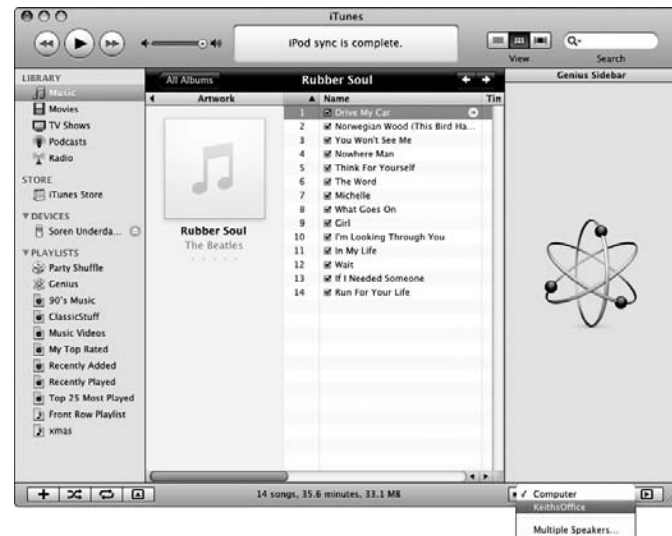 iTunes
iPod sync is complete.
View
Search
LIBRARY
Music
Movies
TV Shows
Podcasts
Radio
STORE
iTunes Store
DEVICES
Soren Underda...
PLAYLISTS
Party Shuffle
Genius
90's Music
ClassicStuff
Music Videos
My Top Rated
Recently Added
Recently Played
Top 25 Most Played
Front Row Playlist
xmas
All Albums
Rubber Soul
Artwork
Name
Tim
Rubber Soul
The Beatles
1 Drive My Car
2 Norwegian Wood (This Bird Ha...
3 You Won't See Me
4 Nowhere Man
5 Think For Yourself
6 The Word
7 Michelle
8 What Goes On
9 Girl
10 I'm Looking Through You
11 In My Life
12 Wait
13 If I Needed Someone
14 Run For Your Life
Genius Sidebar
14 songs, 35.6 minutes, 33.1 MB
✓ Computer
KeithsOffice
Multiple Speakers...